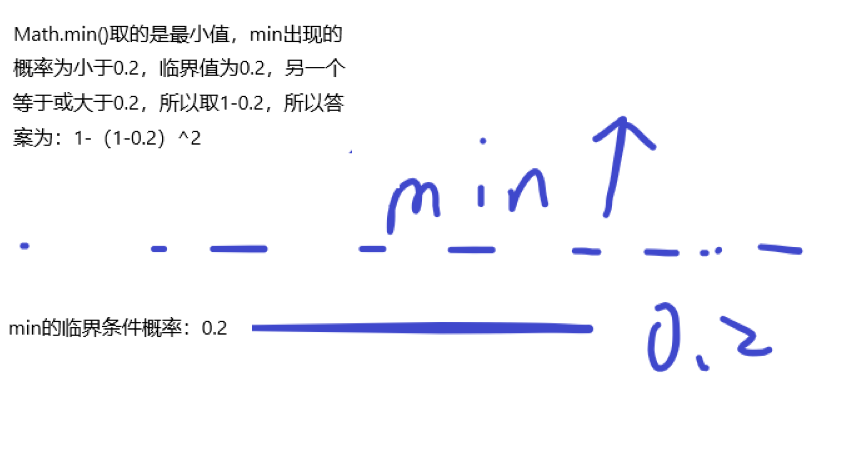 Math.min()取的是最小值，min出现的
概率为小于0.2，临界值为0.2，另一个
等于或大于0.2，所以取1-0.2，所以答
案为：1-（1-0.2）^2
min
min的临界条件概率：0.2
0.2